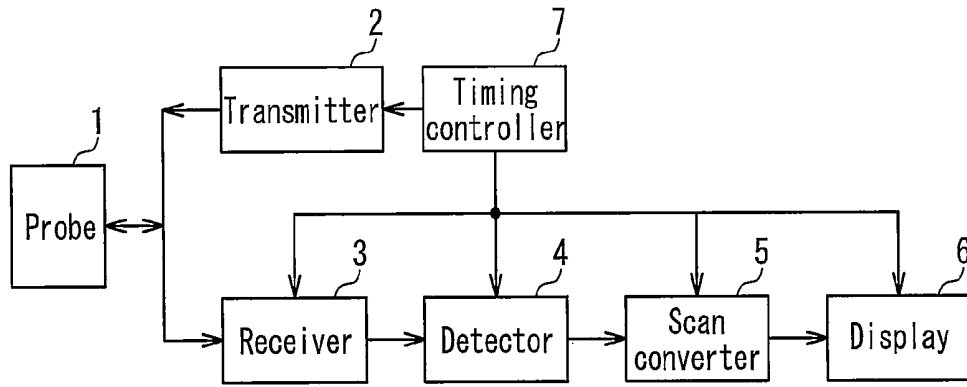 2
7
Transmitter
Timing
controller
1
Probe
3
4
5
6
Receiver
Detector
Scan
converter
Display